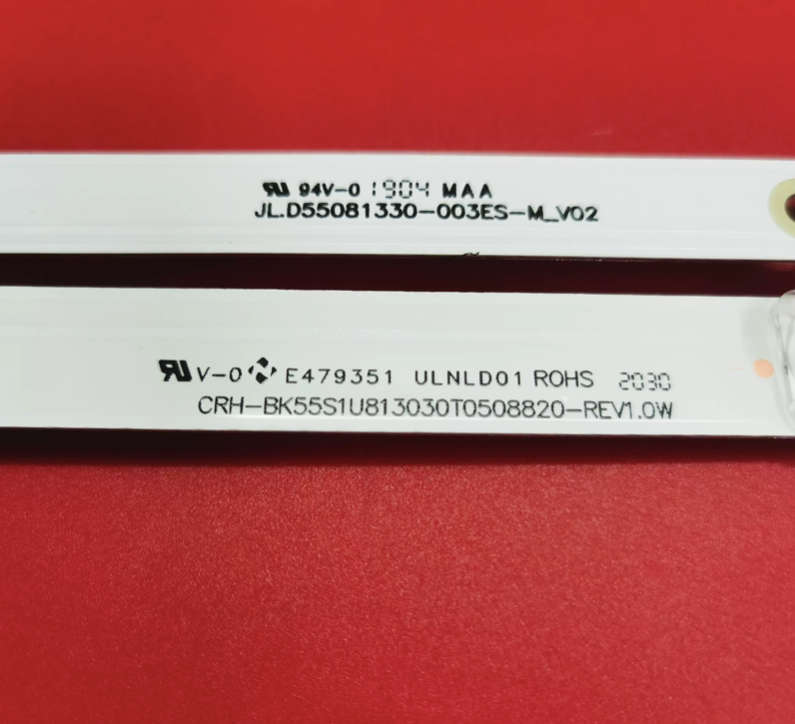 94V-0 1904 MAA
JL.D55081330-003ES-M_V02
V-0 E479351 ULNLD01 ROHS 2030
CRH-BK55S1U813030T0508820-REV1.0W